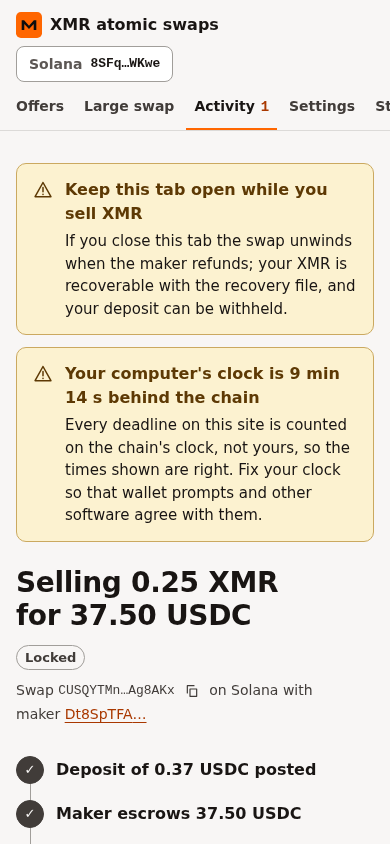 XMR atomic swaps
Solana 8SFq…WKwe
Offers Large swap Activity 1 Settings St
Keep this tab open while you
sell XMR
If you close this tab the swap unwinds
when the maker refunds; your XMR is
recoverable with the recovery file, and
your deposit can be withheld.
Your computer's clock is 9 min
14 s behind the chain
Every deadline on this site is counted
on the chain's clock, not yours, so the
times shown are right. Fix your clock
so that wallet prompts and other
software agree with them.
Selling 0.25 XMR
for 37.50 USDC
Locked
Swap CUSQYTMn…Ag8AKx on Solana with
maker Dt8SpTFA…
Deposit of 0.37 USDC posted
Maker escrows 37.50 USDC